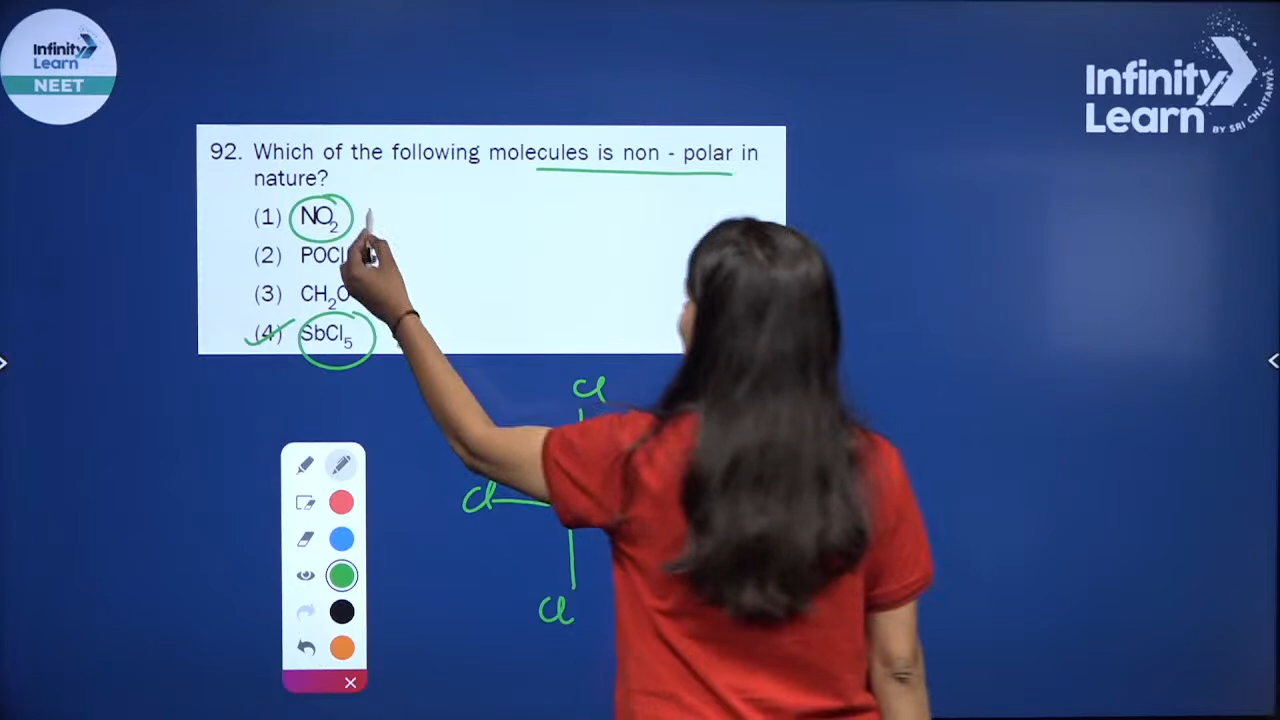 Infinity
Learn
NEET
Infinity
Learn
BY SRI CHAITANYA
92. Which of the following molecules is non - polar in
nature?
(1) NO₂
(2) POCl
(3) CH₂O
(4) SbCl₅
Cl
Cl
Cl